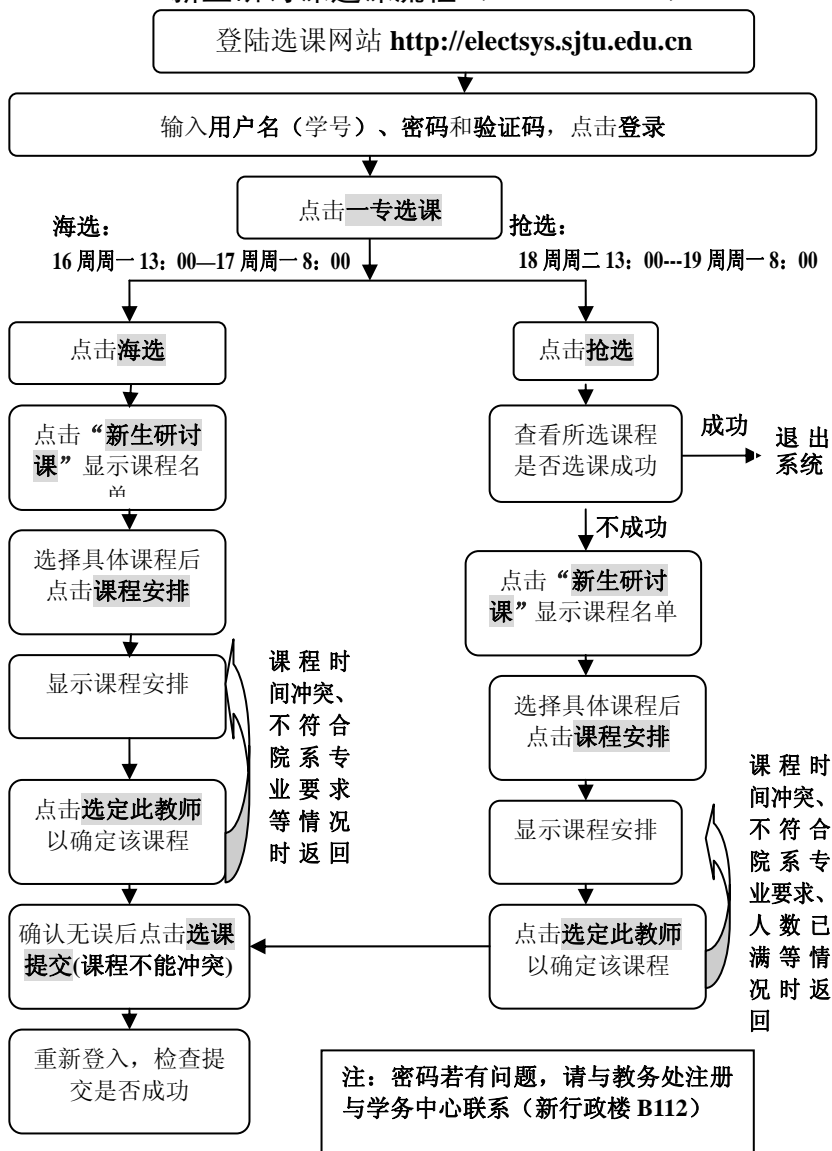 登陆选课网站 http://electsys.sjtu.edu.cn
输入用户名（学号）、密码和验证码，点击登录
点击一专选课
海选：
16 周周一 13：00—17 周周一 8：00
抢选：
18 周周二 13：00---19 周周一 8：00
点击海选
点击“新生研讨
课”显示课程名
选择具体课程后
点击课程安排
显示课程安排
课 程 时
间冲突、
不 符 合
院 系 专
业 要 求
等 情 况
时 返 回
点击选定此教师
以确定该课程
确认无误后点击选课
提交(课程不能冲突)
重新登入，检查提
交是否成功
点击抢选
查看所选课程
是否选课成功
成功
退 出
系统
不成功
点击“新生研讨
课”显示课程名单
选择具体课程后
点击课程安排
显示课程安排
课 程 时
间冲突、
不 符 合
院 系 专
业要求、
人 数 已
满 等 情
况 时 返
回
点击选定此教师
以确定该课程
注：密码若有问题，请与教务处注册
与学务中心联系（新行政楼 B112）